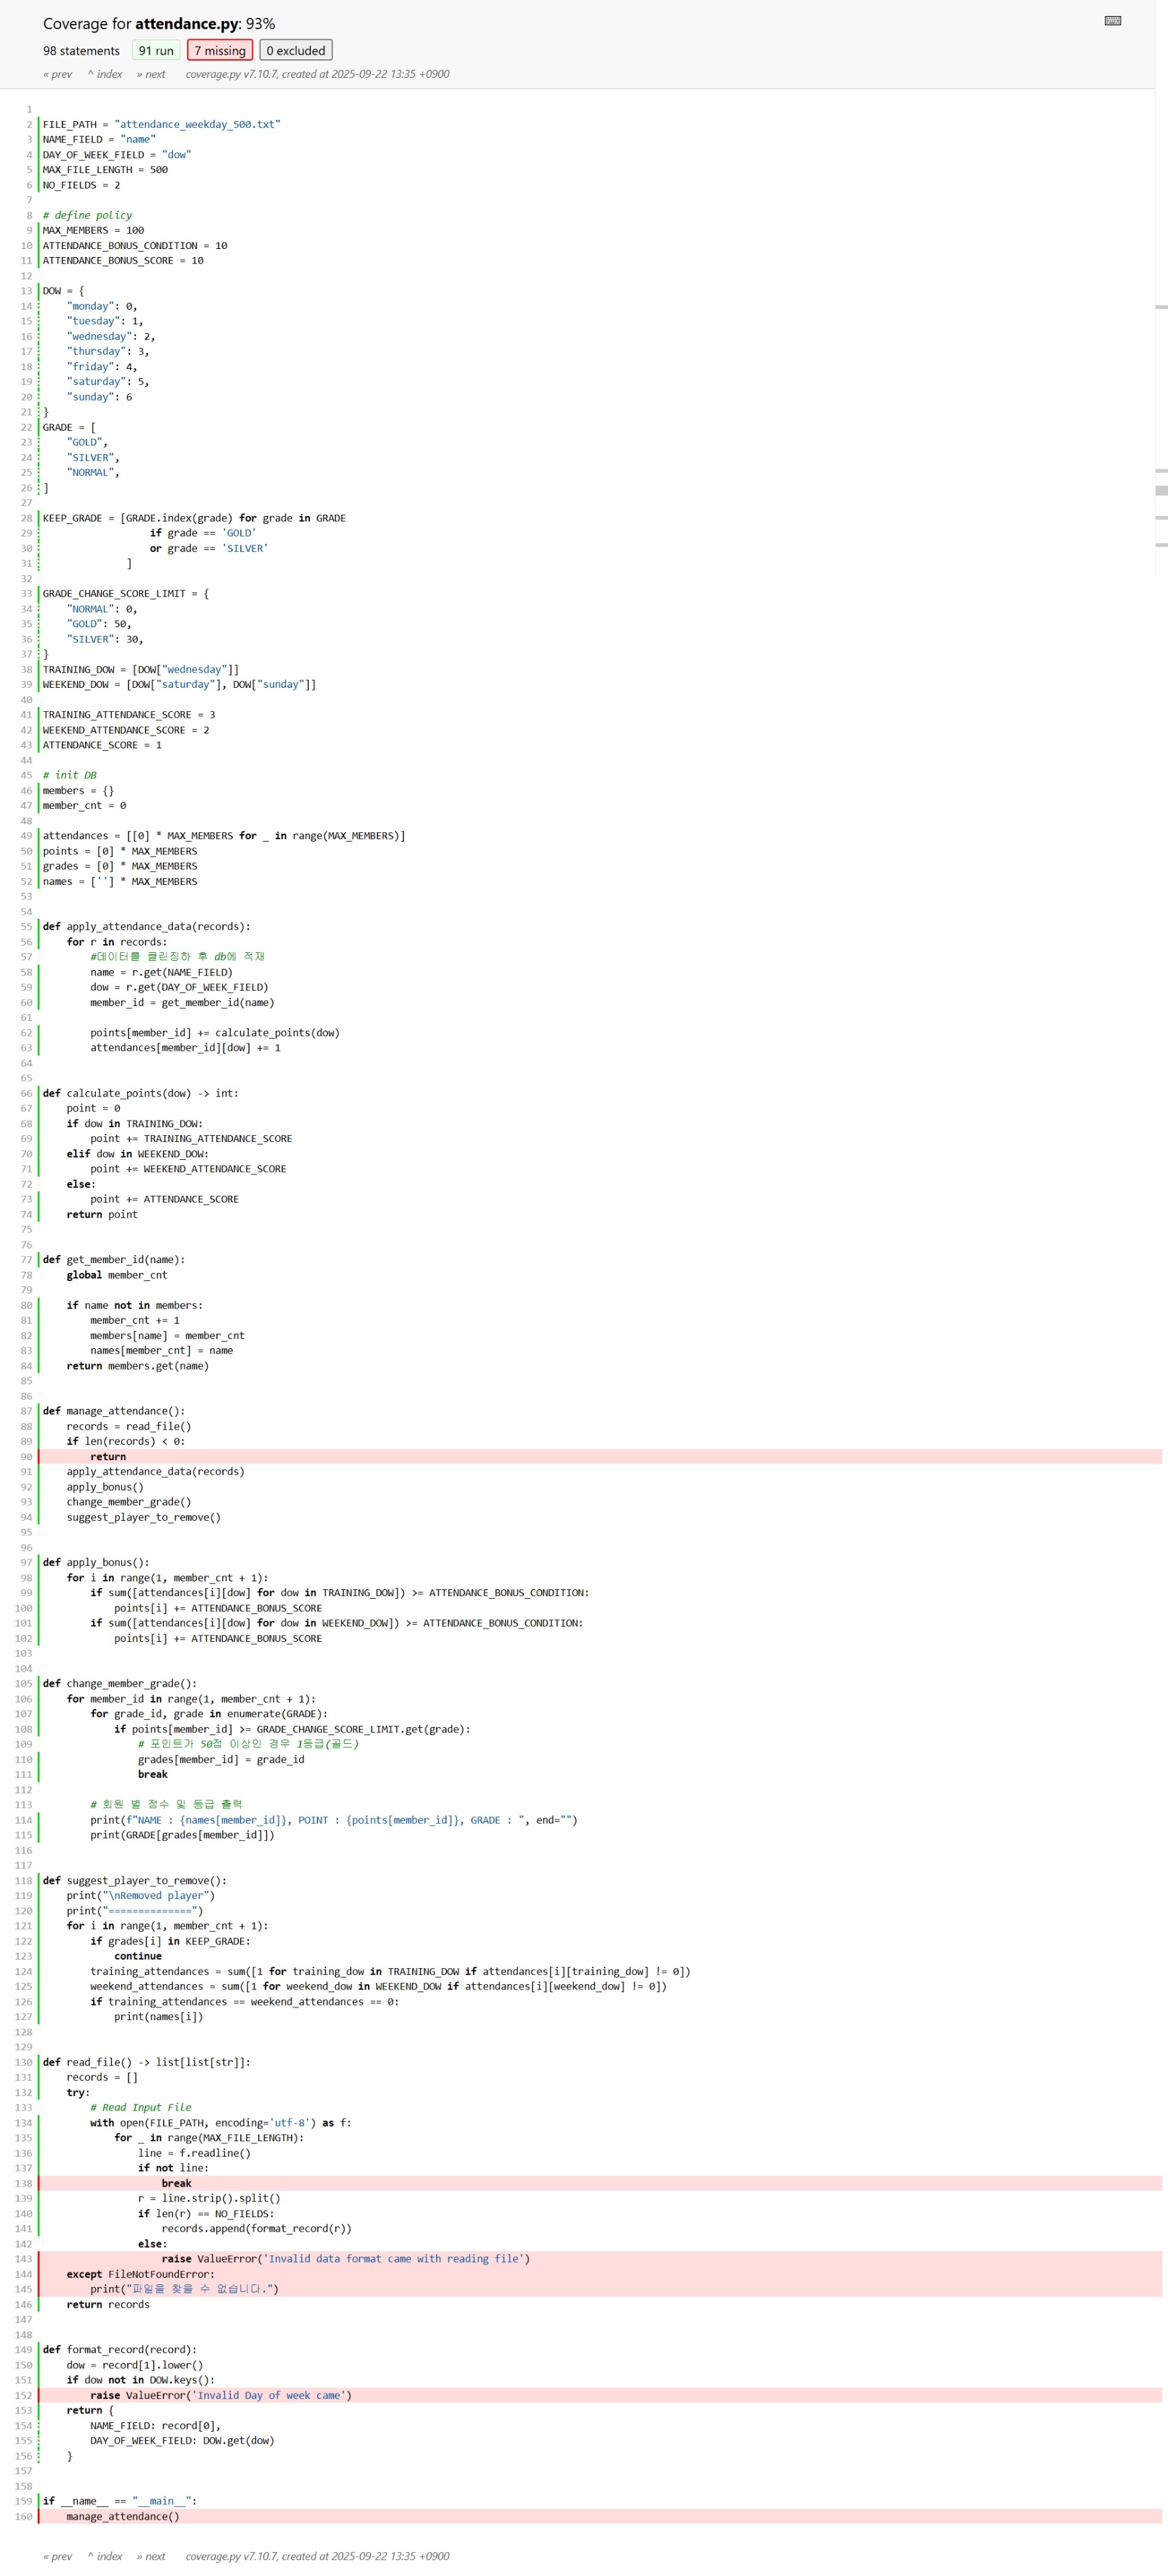 Coverage for attendance.py: 93%
98 statements 91 run 7 missing 0 excluded
« prev ^ index » next coverage.py v7.10.7, created at 2025-09-22 13:35 +0900
1
2 FILE_PATH = "attendance_weekday_500.txt"
3 NAME_FIELD = "name"
4 DAY_OF_WEEK_FIELD = "dow"
5 MAX_FILE_LENGTH = 500
6 NO_FIELDS = 2
7
8 # define policy
9 MAX_MEMBERS = 100
10 ATTENDANCE_BONUS_CONDITION = 10
11 ATTENDANCE_BONUS_SCORE = 10
12
13 DOW = {
14 "monday": 0,
15 "tuesday": 1,
16 "wednesday": 2,
17 "thursday": 3,
18 "friday": 4,
19 "saturday": 5,
20 "sunday": 6
21 }
22 GRADE = [
23 "GOLD",
24 "SILVER",
25 "NORMAL",
26 ]
27
28 KEEP_GRADE = [GRADE.index(grade) for grade in GRADE
29 if grade == 'GOLD'
30 or grade == 'SILVER'
31 ]
32
33 GRADE_CHANGE_SCORE_LIMIT = {
34 "NORMAL": 0,
35 "GOLD": 50,
36 "SILVER": 30,
37 }
38 TRAINING_DOW = [DOW["wednesday"]]
39 WEEKEND_DOW = [DOW["saturday"], DOW["sunday"]]
40
41 TRAINING_ATTENDANCE_SCORE = 3
42 WEEKEND_ATTENDANCE_SCORE = 2
43 ATTENDANCE_SCORE = 1
44
45 # init DB
46 members = {}
47 member_cnt = 0
48
49 attendances = [[0] * MAX_MEMBERS for _ in range(MAX_MEMBERS)]
50 points = [0] * MAX_MEMBERS
51 grades = [0] * MAX_MEMBERS
52 names = [''] * MAX_MEMBERS
53
54
55 def apply_attendance_data(records):
56 for r in records:
57 #데이터를 클린징하 후 db에 적재
58 name = r.get(NAME_FIELD)
59 dow = r.get(DAY_OF_WEEK_FIELD)
60 member_id = get_member_id(name)
61
62 points[member_id] += calculate_points(dow)
63 attendances[member_id][dow] += 1
64
65
66 def calculate_points(dow) -> int:
67 point = 0
68 if dow in TRAINING_DOW:
69 point += TRAINING_ATTENDANCE_SCORE
70 elif dow in WEEKEND_DOW:
71 point += WEEKEND_ATTENDANCE_SCORE
72 else:
73 point += ATTENDANCE_SCORE
74 return point
75
76
77 def get_member_id(name):
78 global member_cnt
79
80 if name not in members:
81 member_cnt += 1
82 members[name] = member_cnt
83 names[member_cnt] = name
84 return members.get(name)
85
86
87 def manage_attendance():
88 records = read_file()
89 if len(records) < 0:
90 return
91 apply_attendance_data(records)
92 apply_bonus()
93 change_member_grade()
94 suggest_player_to_remove()
95
96
97 def apply_bonus():
98 for i in range(1, member_cnt + 1):
99 if sum([attendances[i][dow] for dow in TRAINING_DOW]) >= ATTENDANCE_BONUS_CONDITION:
100 points[i] += ATTENDANCE_BONUS_SCORE
101 if sum([attendances[i][dow] for dow in WEEKEND_DOW]) >= ATTENDANCE_BONUS_CONDITION:
102 points[i] += ATTENDANCE_BONUS_SCORE
103
104
105 def change_member_grade():
106 for member_id in range(1, member_cnt + 1):
107 for grade_id, grade in enumerate(GRADE):
108 if points[member_id] >= GRADE_CHANGE_SCORE_LIMIT.get(grade):
109 # 포인트가 50점 이상인 경우 1등급(골드)
110 grades[member_id] = grade_id
111 break
112
113 # 회원 별 점수 및 등급 출력
114 print(f"NAME : {names[member_id]}, POINT : {points[member_id]}, GRADE : ", end="")
115 print(GRADE[grades[member_id]])
116
117
118 def suggest_player_to_remove():
119 print("\nRemoved player")
120 print("==============")
121 for i in range(1, member_cnt + 1):
122 if grades[i] in KEEP_GRADE:
123 continue
124 training_attendances = sum([1 for training_dow in TRAINING_DOW if attendances[i][training_dow] != 0])
125 weekend_attendances = sum([1 for weekend_dow in WEEKEND_DOW if attendances[i][weekend_dow] != 0])
126 if training_attendances == weekend_attendances == 0:
127 print(names[i])
128
129
130 def read_file() -> list[list[str]]:
131 records = []
132 try:
133 # Read Input File
134 with open(FILE_PATH, encoding='utf-8') as f:
135 for _ in range(MAX_FILE_LENGTH):
136 line = f.readline()
137 if not line:
138 break
139 r = line.strip().split()
140 if len(r) == NO_FIELDS:
141 records.append(format_record(r))
142 else:
143 raise ValueError('Invalid data format came with reading file')
144 except FileNotFoundError:
145 print("파일을 찾을 수 없습니다.")
146 return records
147
148
149 def format_record(record):
150 dow = record[1].lower()
151 if dow not in DOW.keys():
152 raise ValueError('Invalid Day of week came')
153 return {
154 NAME_FIELD: record[0],
155 DAY_OF_WEEK_FIELD: DOW.get(dow)
156 }
157
158
159 if __name__ == "__main__":
160 manage_attendance()
« prev ^ index » next coverage.py v7.10.7, created at 2025-09-22 13:35 +0900